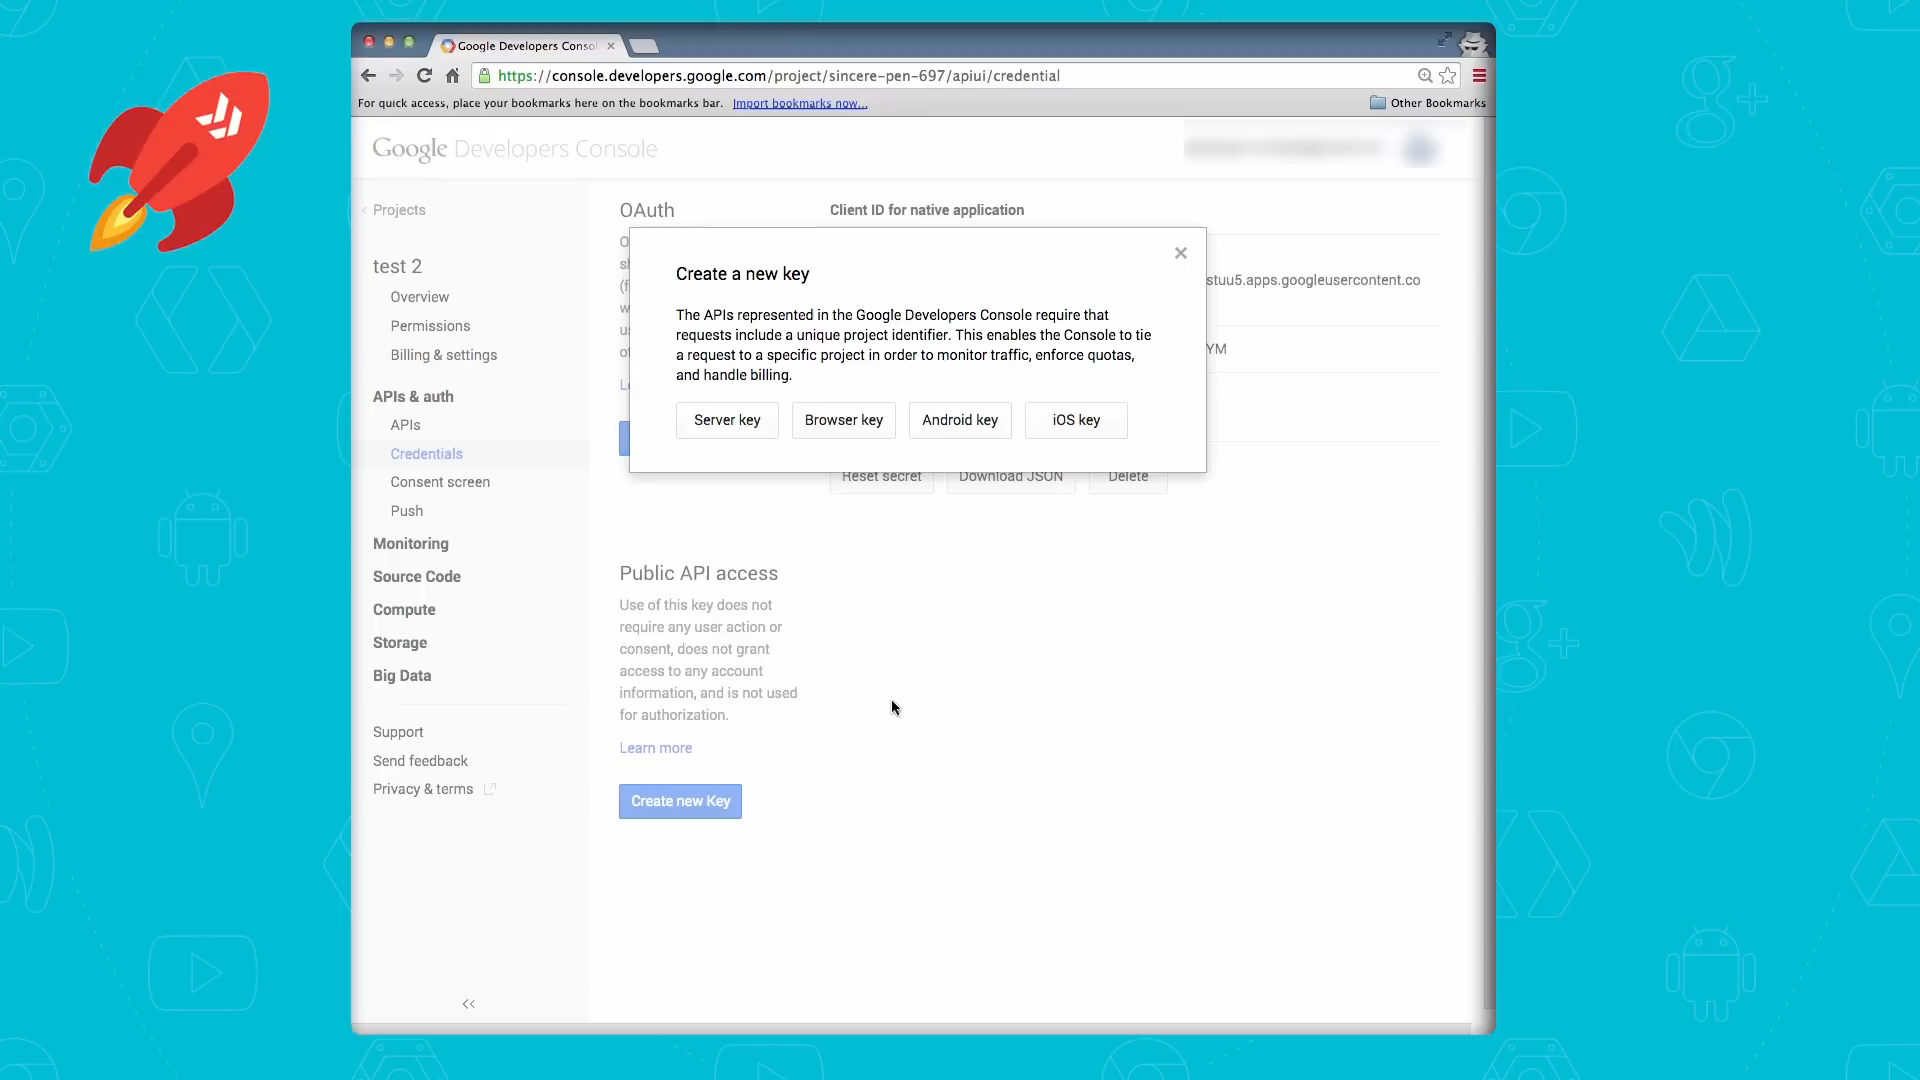 Google Developers Consol
https://console.developers.google.com/project/sincere-pen-697/apiui/credential
For quick access, place your bookmarks here on the bookmarks bar. Import bookmarks now...
Other Bookmarks
Google Developers Console
Projects
test 2
Overview
Permissions
Billing & settings
APIs & auth
APIs
Credentials
Consent screen
Push
Monitoring
Source Code
Compute
Storage
Big Data
Support
Send feedback
Privacy & terms
OAuth
Client ID for native application
stuu5.apps.googleusercontent.co
YM
Create a new key
The APIs represented in the Google Developers Console require that
requests include a unique project identifier. This enables the Console to tie
a request to a specific project in order to monitor traffic, enforce quotas,
and handle billing.
Server key
Browser key
Android key
iOS key
Reset secret
Download JSON
Delete
Public API access
Use of this key does not
require any user action or
consent, does not grant
access to any account
information, and is not used
for authorization.
Learn more
Create new Key